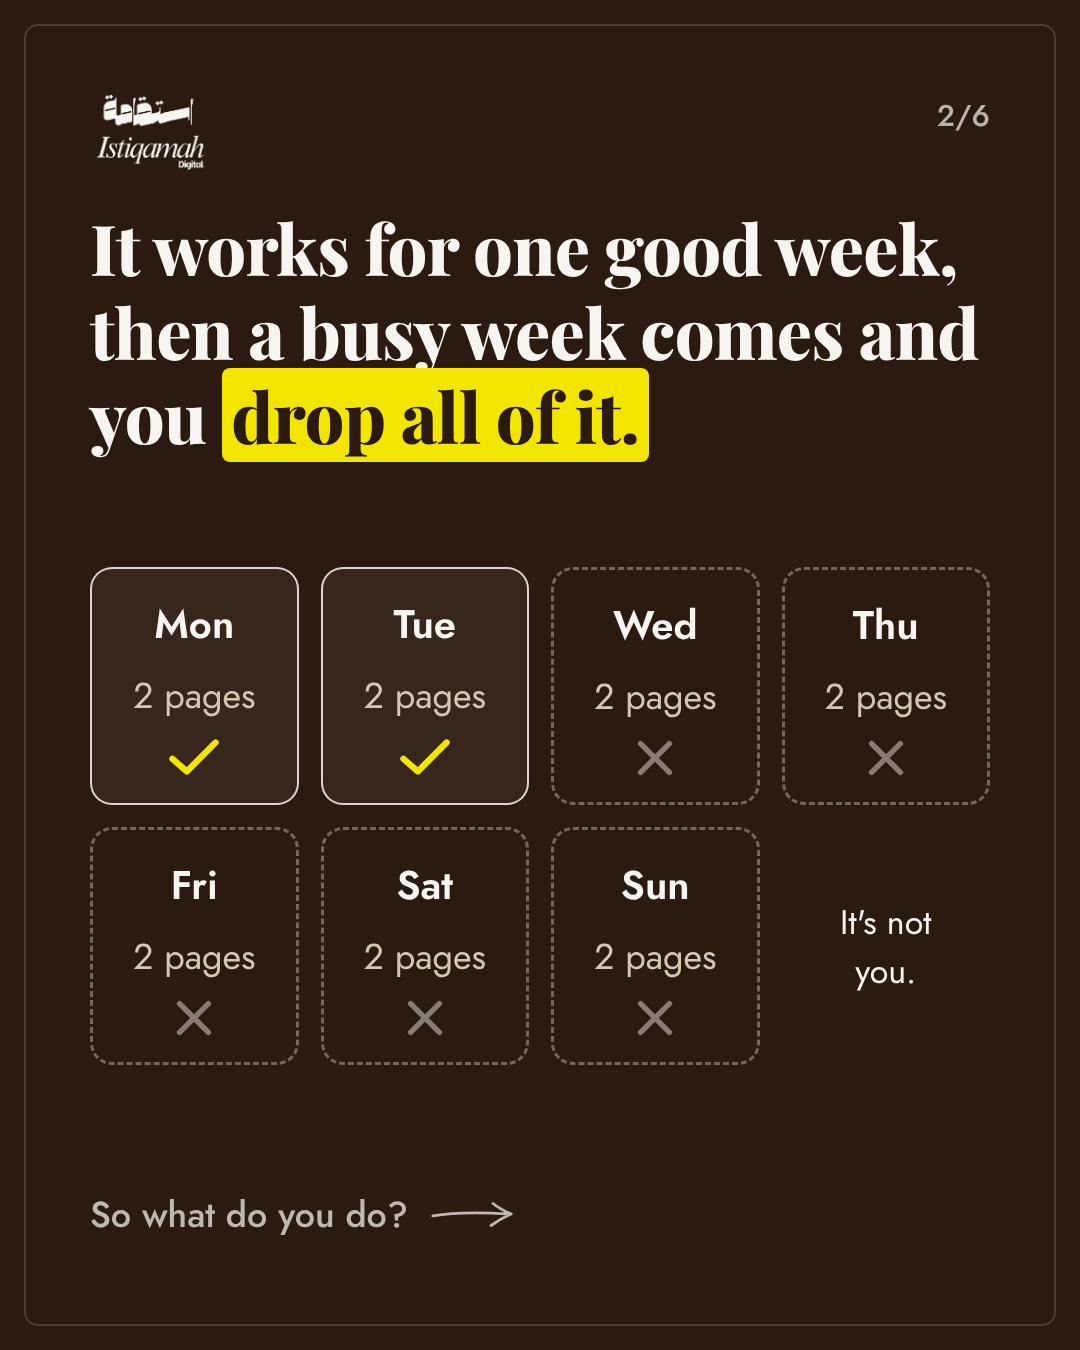 استقامة
Istiqamah
Digital
2/6
It works for one good week,
then a busy week comes and
you drop all of it.
Mon
2 pages
Tue
2 pages
Wed
2 pages
Thu
2 pages
Fri
2 pages
Sat
2 pages
Sun
2 pages
It's not
you.
So what do you do?